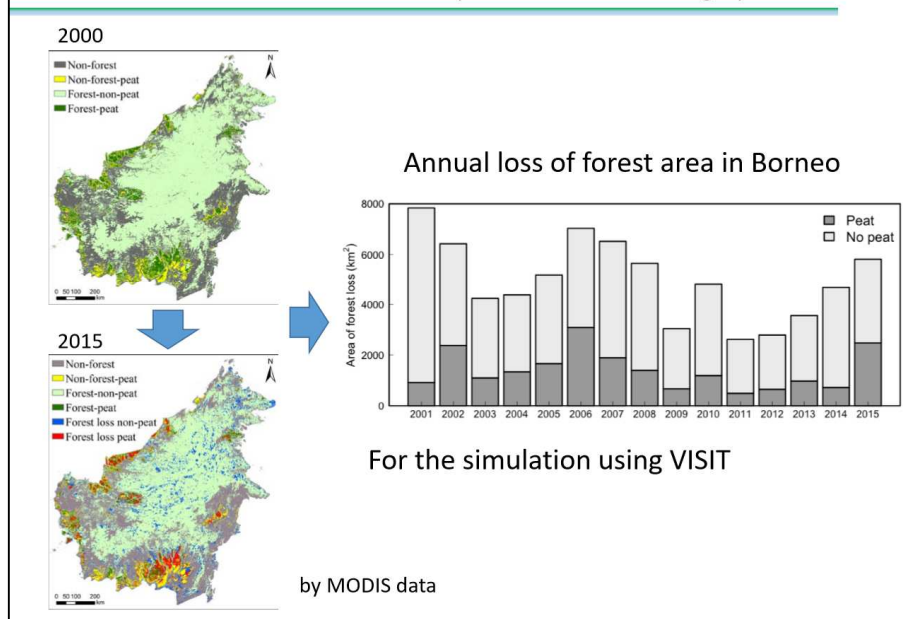 2000
N
Non-forest
Non-forest-peat
Forest-non-peat
Forest-peat
0 50 100 200
km
2015
N
Non-forest
Non-forest-peat
Forest-non-peat
Forest-peat
Forest loss non-peat
Forest loss peat
0 50 100 200
km
Annual loss of forest area in Borneo
Area of forest loss (km²)
8000
6000
4000
2000
0
Peat
No peat
2001 2002 2003 2004 2005 2006 2007 2008 2009 2010 2011 2012 2013 2014 2015
For the simulation using VISIT
by MODIS data